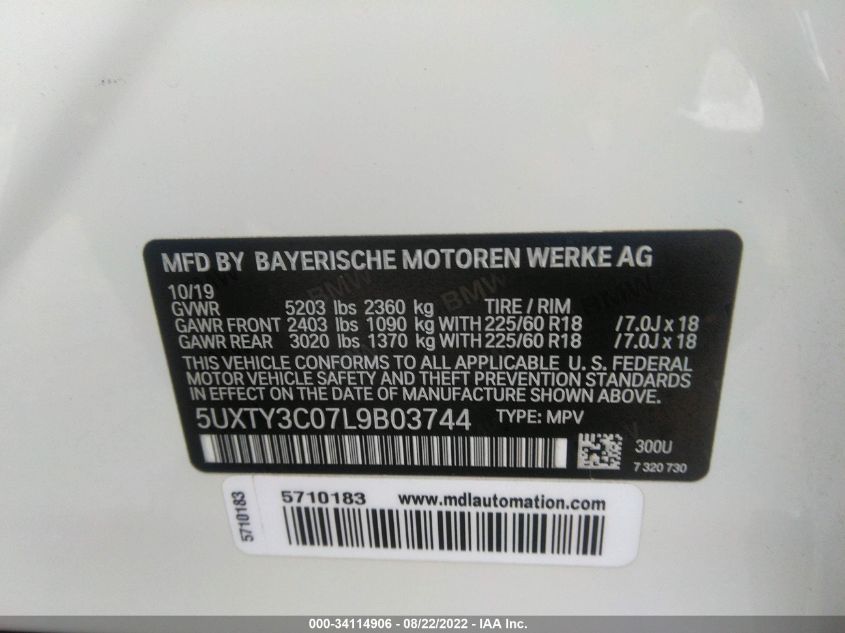 MFD BY BAYERISCHE MOTOREN WERKE AG
10/19
GVWR 5203 lbs 2360 kg TIRE / RIM
GAWR FRONT 2403 lbs 1090 kg WITH 225/60 R18 /7.0J x 18
GAWR REAR 3020 lbs 1370 kg WITH 225/60 R18 /7.0J x 18
THIS VEHICLE CONFORMS TO ALL APPLICABLE U. S. FEDERAL
MOTOR VEHICLE SAFETY AND THEFT PREVENTION STANDARDS
IN EFFECT ON THE DATE OF MANUFACTURE SHOWN ABOVE.
5UXTY3C07L9B03744 TYPE: MPV
300U
7 320 730
5710183
5710183 www.mdlautomation.com
000-34114906 - 08/22/2022 - IAA Inc.